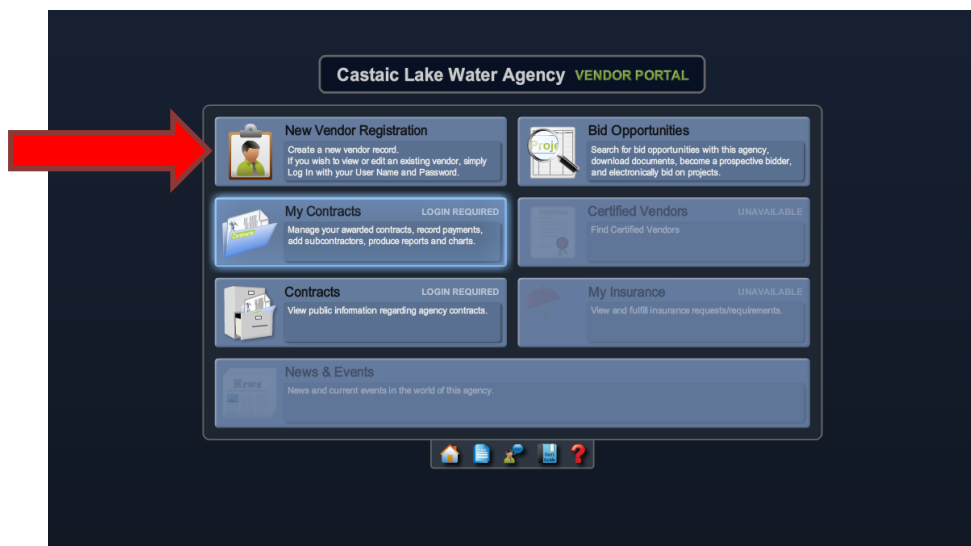 Castaic Lake Water Agency VENDOR PORTAL
New Vendor Registration
Create a new vendor record.
If you wish to view or edit an existing vendor, simply
Log In with your User Name and Password.
Proje
Bid Opportunities
Search for bid opportunities with this agency,
download documents, become a prospective bidder,
and electronically bid on projects.
My Contracts LOGIN REQUIRED
Manage your awarded contracts, record payments,
add subcontractors, produce reports and charts.
Certified Vendors UNAVAILABLE
Find Certified Vendors
Contracts LOGIN REQUIRED
View public information regarding agency contracts.
My Insurance UNAVAILABLE
View and fulfill insurance requests/requirements.
News
News & Events
News and current events in the world of this agency.
?